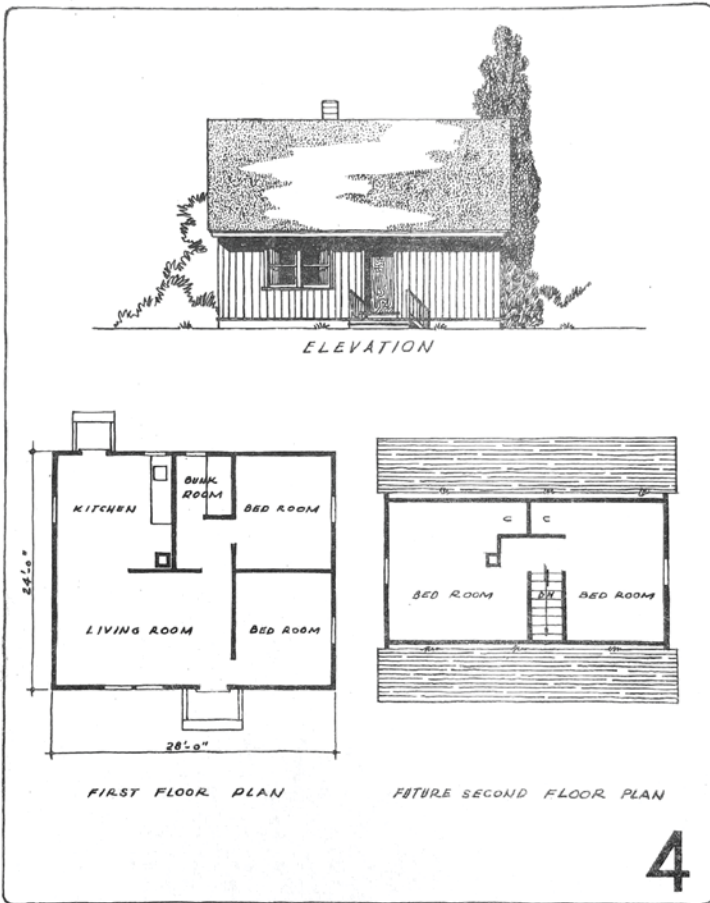 ELEVATION
KITCHEN
BUNK
ROOM
BED ROOM
24'-0"
LIVING ROOM
BED ROOM
28'-0"
FIRST FLOOR PLAN
C
C
BED ROOM
DN
BED ROOM
FUTURE SECOND FLOOR PLAN
4